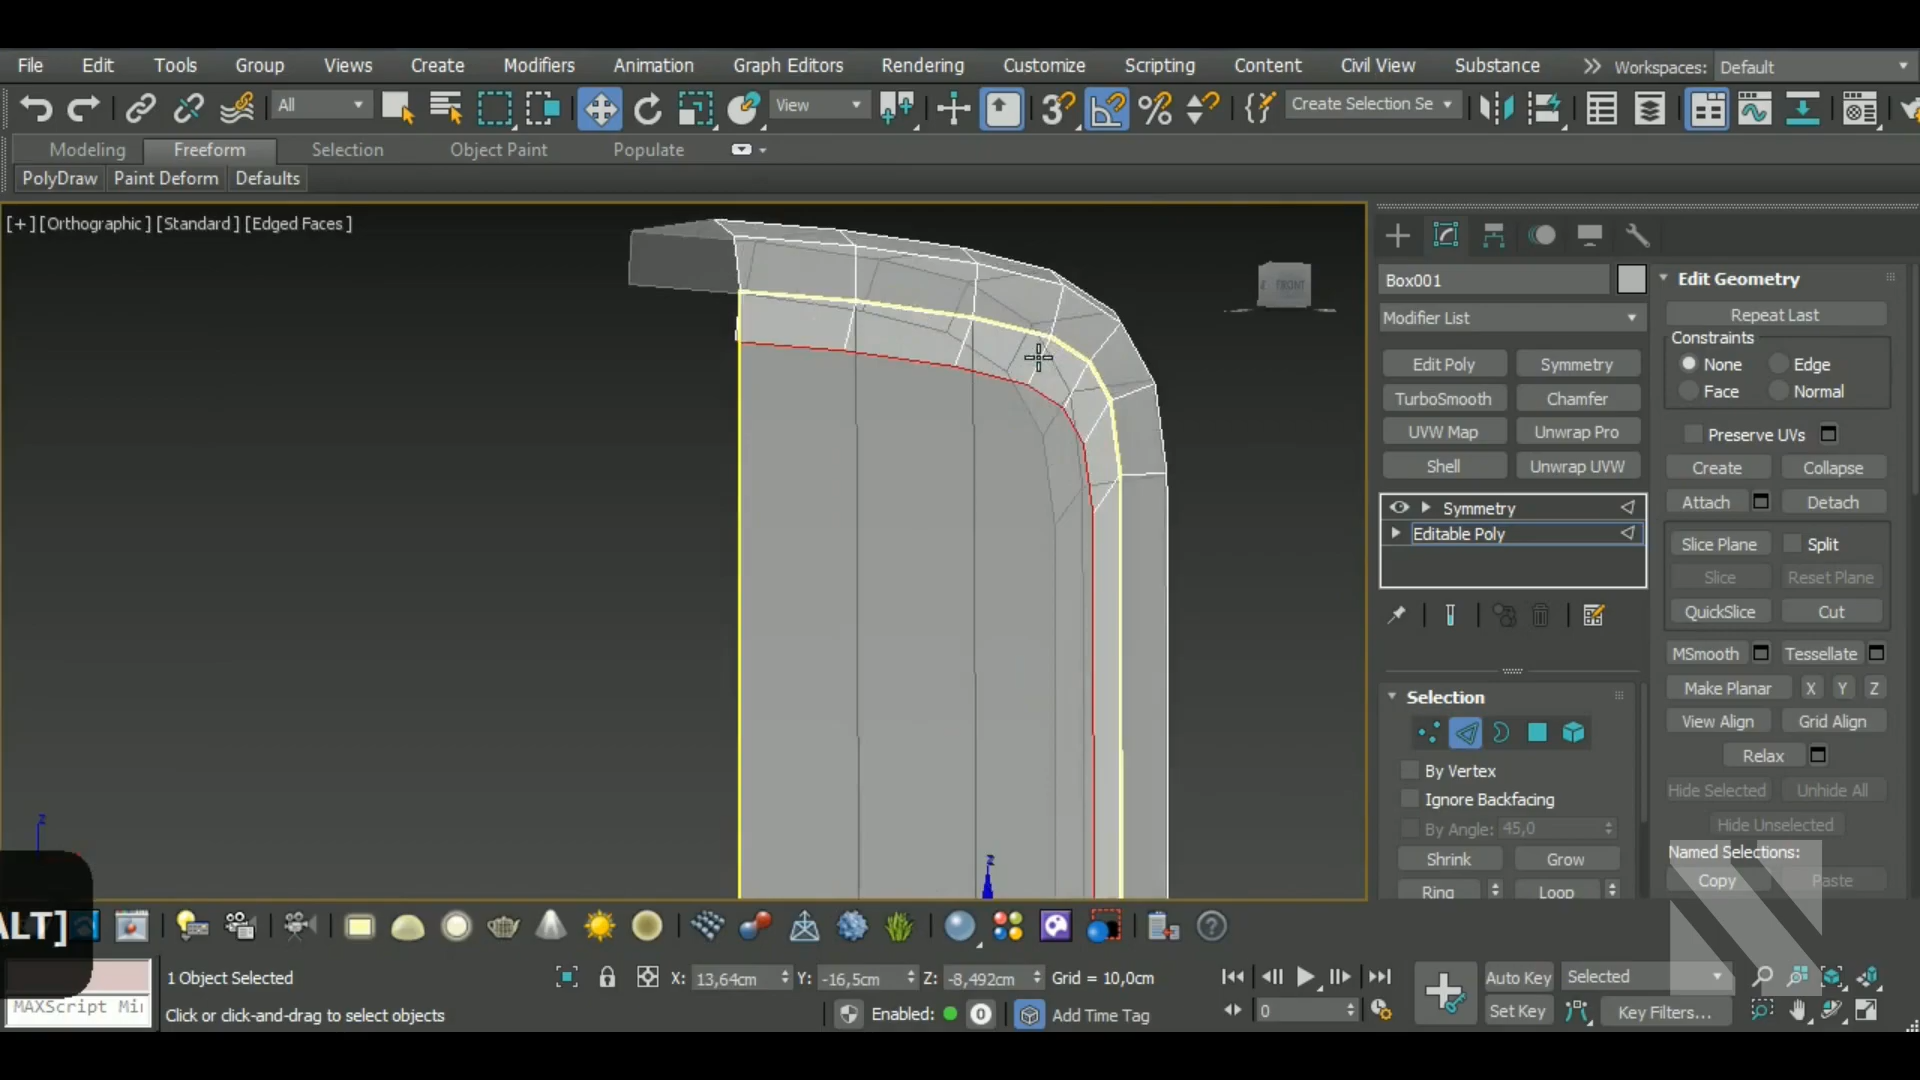 File Edit Tools Group Views Create Modifiers Animation Graph Editors Rendering Customize Scripting Content Civil View Substance Workspaces: Default
All View Create Selection Se
Modeling Freeform Selection Object Paint Populate
PolyDraw Paint Deform Defaults
[+] [Orthographic] [Standard] [Edged Faces]
FRONT
Box001
Modifier List
Edit Poly Symmetry
TurboSmooth Chamfer
UVW Map Unwrap Pro
Shell Unwrap UVW
Symmetry
Editable Poly
Selection
By Vertex
Ignore Backfacing
By Angle: 45,0
Shrink Grow
Ring Loop
Edit Geometry
Repeat Last
Constraints
None Edge
Face Normal
Preserve UVs
Create Collapse
Attach Detach
Slice Plane Split
Slice Reset Plane
QuickSlice Cut
MSmooth Tessellate
Make Planar X Y Z
View Align Grid Align
Relax
Hide Selected Unhide All
Hide Unselected
Named Selections:
Copy Paste
z
z
ALT]
1 Object Selected X: 13,64cm Y: -16,5cm Z: -8,492cm Grid = 10,0cm Auto Key Selected
MAXScript Mi Click or click-and-drag to select objects Enabled: 0 Add Time Tag 0 Set Key Key Filters...